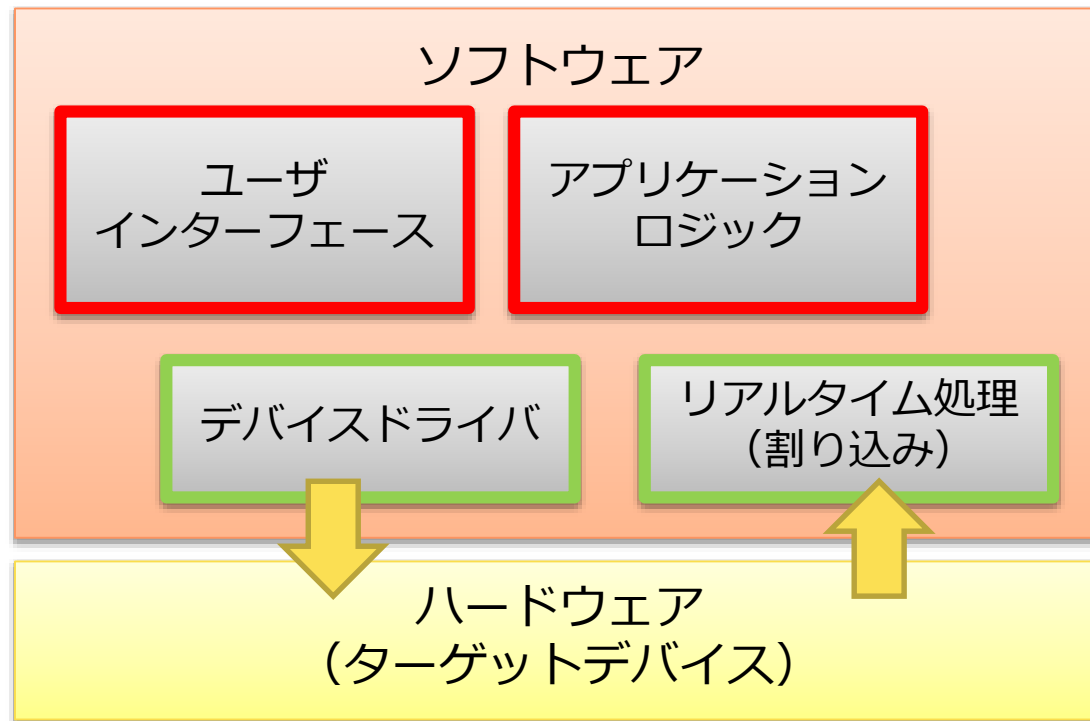 ソフトウェア
ユーザ
インターフェース
アプリケーション
ロジック
デバイスドライバ
リアルタイム処理
（割り込み）
ハードウェア
（ターゲットデバイス）